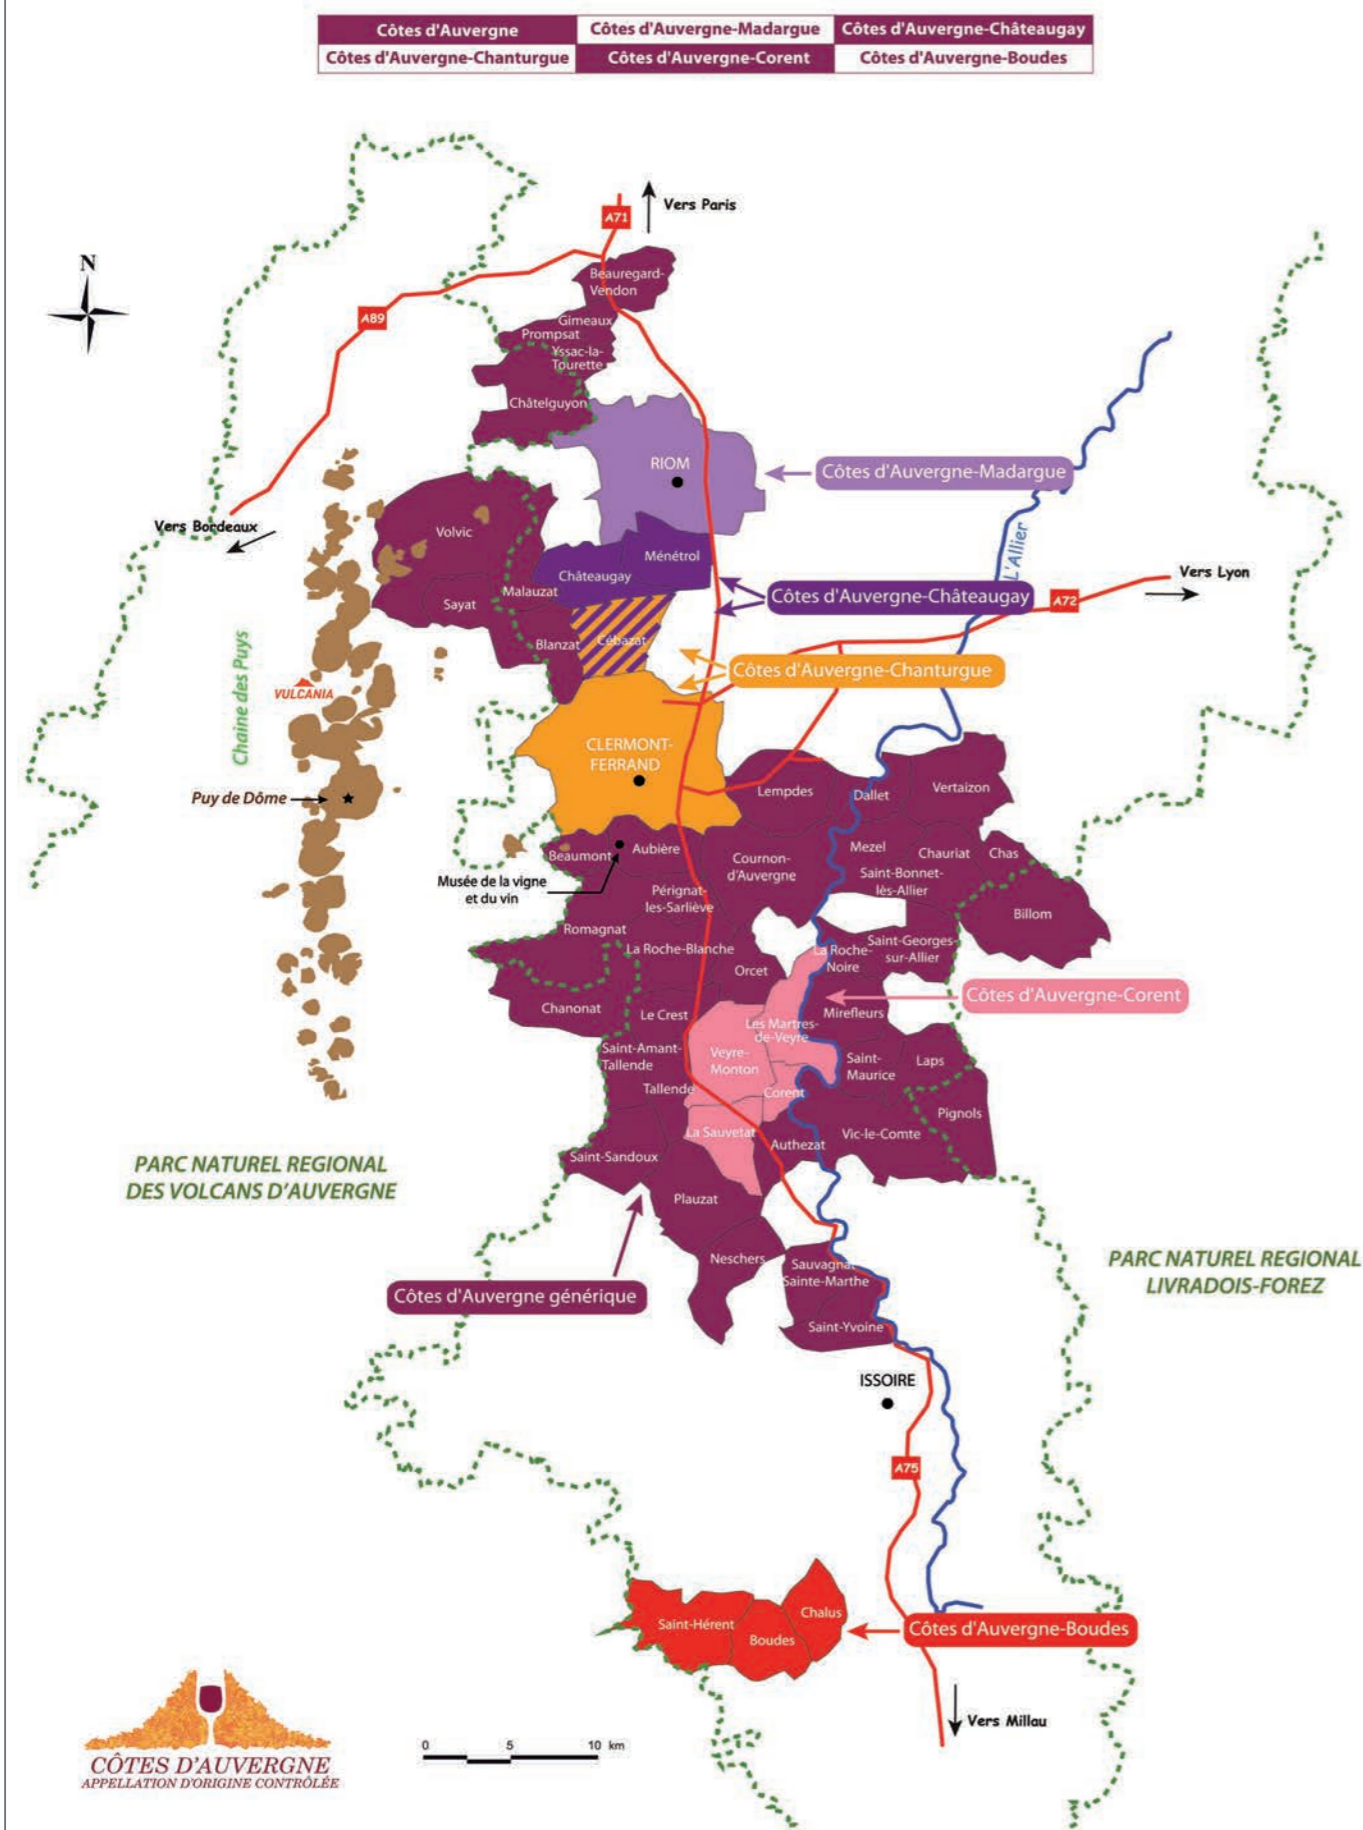 Côtes d'Auvergne
Côtes d'Auvergne-Madargue
Côtes d'Auvergne-Châteaugay
Côtes d'Auvergne-Chanturgue
Côtes d'Auvergne-Corent
Côtes d'Auvergne-Boudes
Vers Paris
A71
N
Beauregard-
Vendon
A89
Gimeaux
Prompsat
Yssac-la-
Tourette
Châtelguyon
RIOM
Côtes d'Auvergne-Madargue
Vers Bordeaux
Volvic
L'Allier
Ménétrol
Châteaugay
Vers Lyon
Malauzat
Sayat
Côtes d'Auvergne-Châteaugay
A72
Blanzat
Cébazat
Chaine des Puys
VULCANIA
Côtes d'Auvergne-Chanturgue
CLERMONT-
FERRAND
Puy de Dôme
Lempdes
Dallet
Vertaizon
Beaumont
Aubière
Cournon-
d'Auvergne
Mezel
Chauriat
Chas
Saint-Bonnet-
lès-Allier
Musée de la vigne
et du vin
Pérignat-
les-Sarliève
Billom
Romagnat
La Roche-Blanche
Orcet
La Roche-
Noire
Saint-Georges-
sur-Allier
Côtes d'Auvergne-Corent
Chanonat
Le Crest
Les Martres-
de-Veyre
Mirefleurs
Saint-Amant-
Tallende
Veyre-
Monton
Saint-
Maurice
Laps
Tallende
Corent
Pignols
La Sauvetat
Authezat
Vic-le-Comte
Saint-Sandoux
PARC NATUREL REGIONAL
DES VOLCANS D'AUVERGNE
Plauzat
Neschers
Sauvagnat
Sainte-Marthe
PARC NATUREL REGIONAL
LIVRADOIS-FOREZ
Côtes d'Auvergne générique
Saint-Yvoine
ISSOIRE
A75
Saint-Hérent
Boudes
Chalus
Côtes d'Auvergne-Boudes
Vers Millau
CÔTES D'AUVERGNE
APPELLATION D'ORIGINE CONTRÔLÉE
0 5 10 km